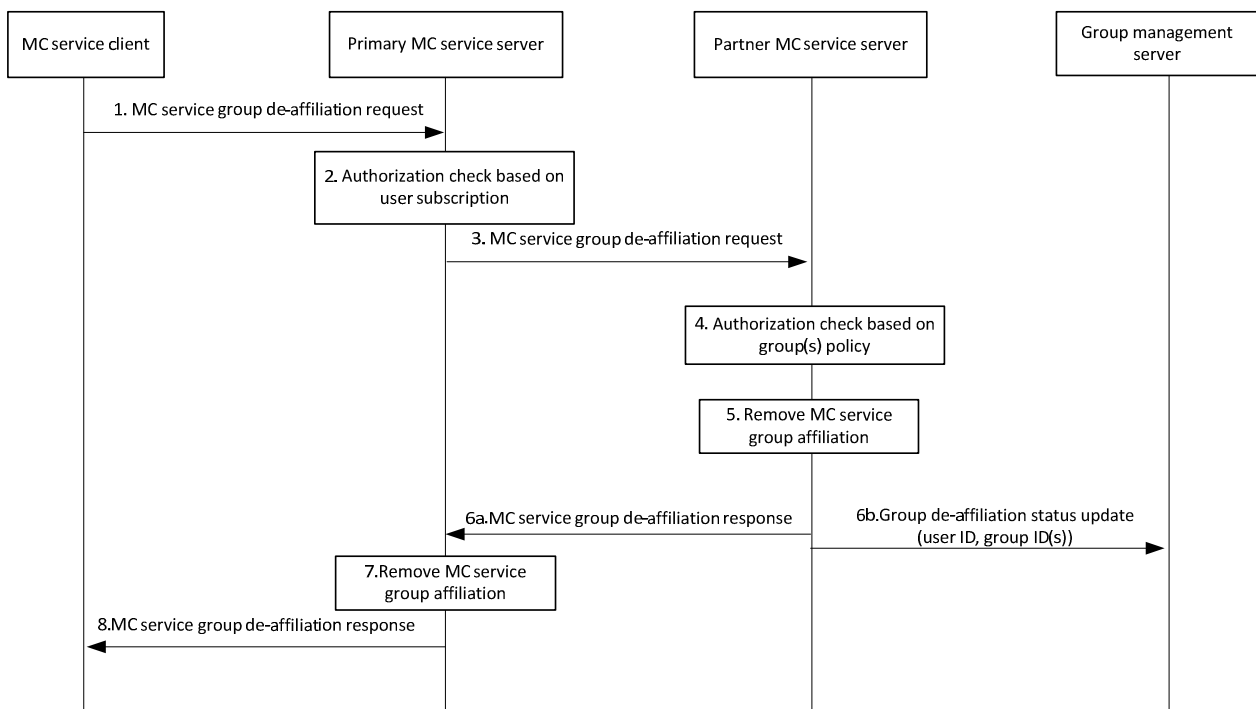 MC service client
Primary MC service server
Partner MC service server
Group management
server
1. MC service group de-affiliation request
2. Authorization check based on
user subscription
3. MC service group de-affiliation request
4. Authorization check based on
group(s) policy
5. Remove MC service
group affiliation
6a.MC service group de-affiliation response
6b.Group de-affiliation status update
(user ID, group ID(s))
7.Remove MC service
group affiliation
8.MC service group de-affiliation response